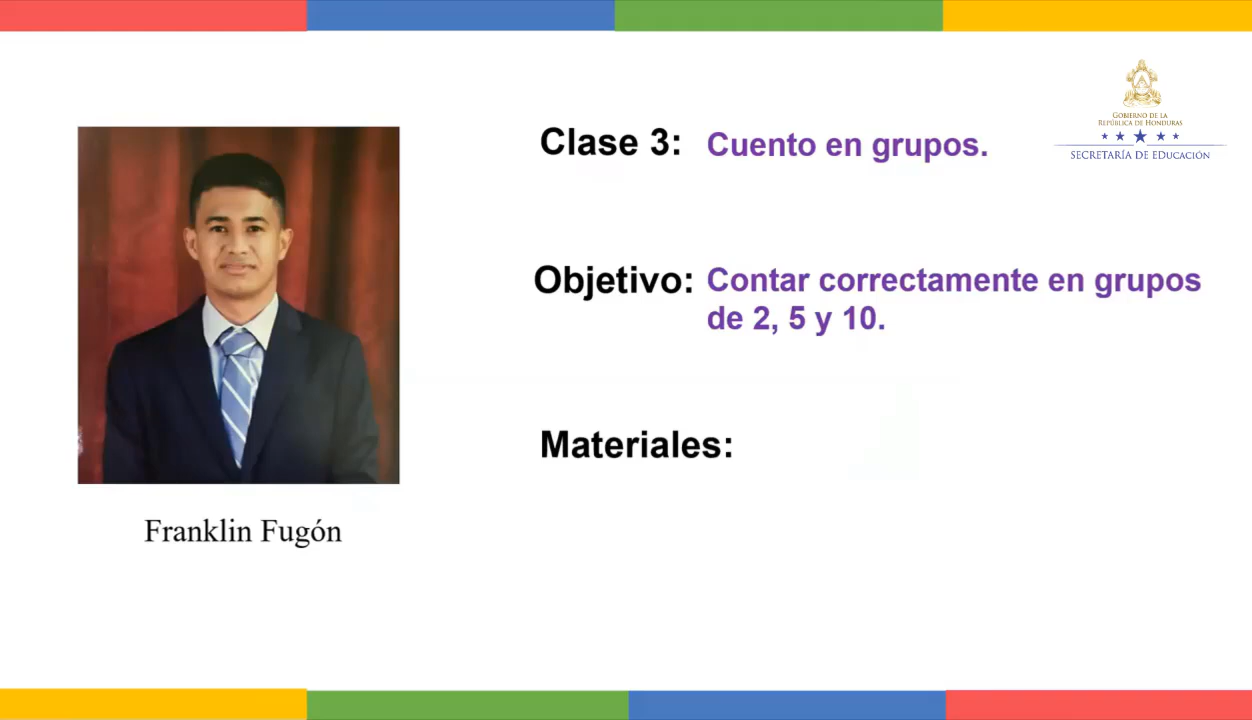 GOBIERNO DE LA
REPÚBLICA DE HONDURAS
SECRETARÍA DE EDUCACIÓN
Clase 3: Cuento en grupos.
Objetivo: Contar correctamente en grupos
de 2, 5 y 10.
Materiales:
Franklin Fugón